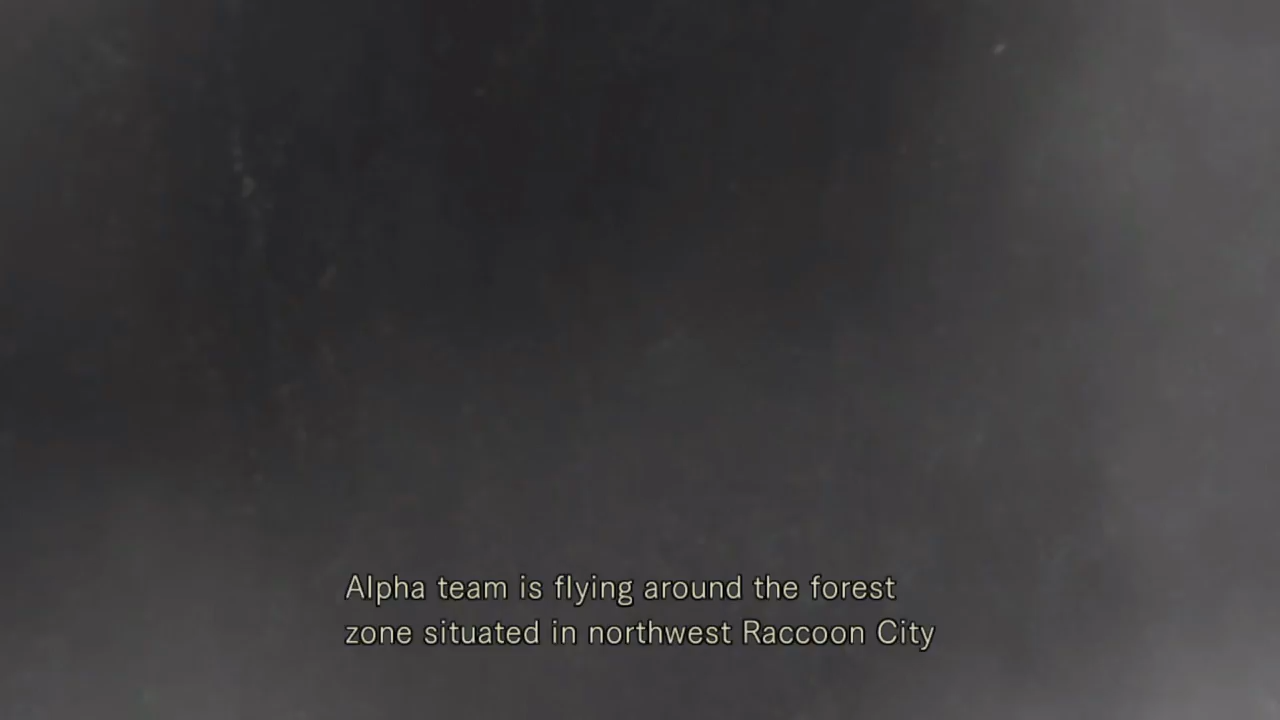 Alpha team is flying around the forest
zone situated in northwest Raccoon City